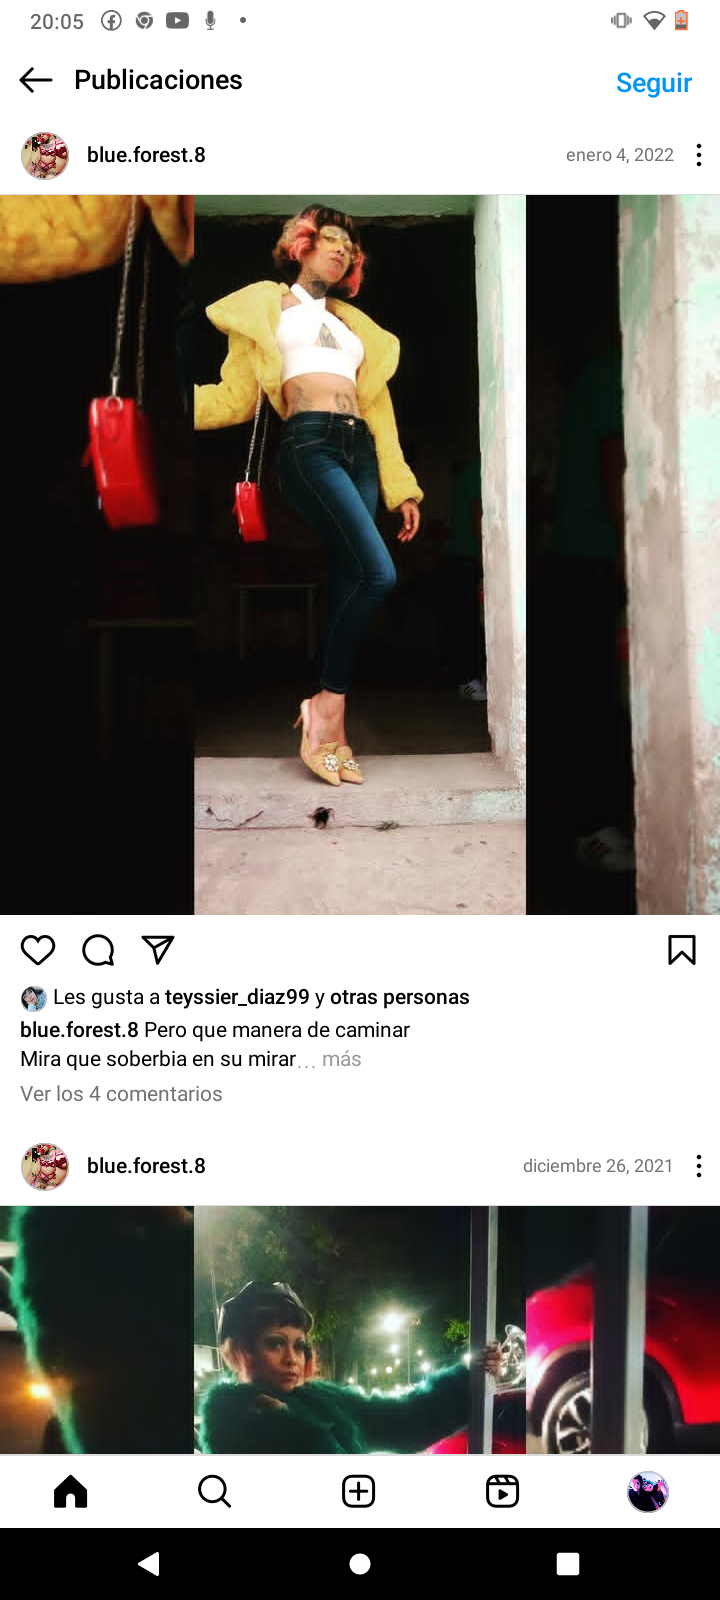 20:05
Publicaciones
Seguir
blue.forest.8
enero 4, 2022
Les gusta a teyssier_diaz99 y otras personas
blue.forest.8 Pero que manera de caminar
Mira que soberbia en su mirar... más
Ver los 4 comentarios
blue.forest.8
diciembre 26, 2021